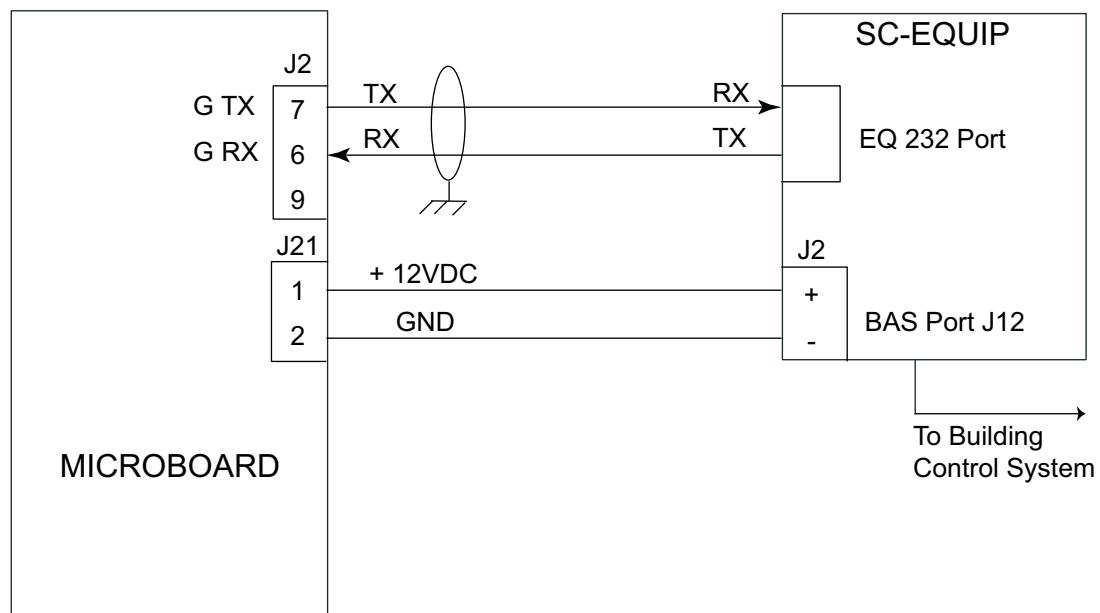 SC-EQUIP
J2
G TX 7 TX RX
G RX 6 RX TX EQ 232 Port
9
J21 J2
1 + 12VDC +
2 GND - BAS Port J12
To Building
Control System
MICROBOARD